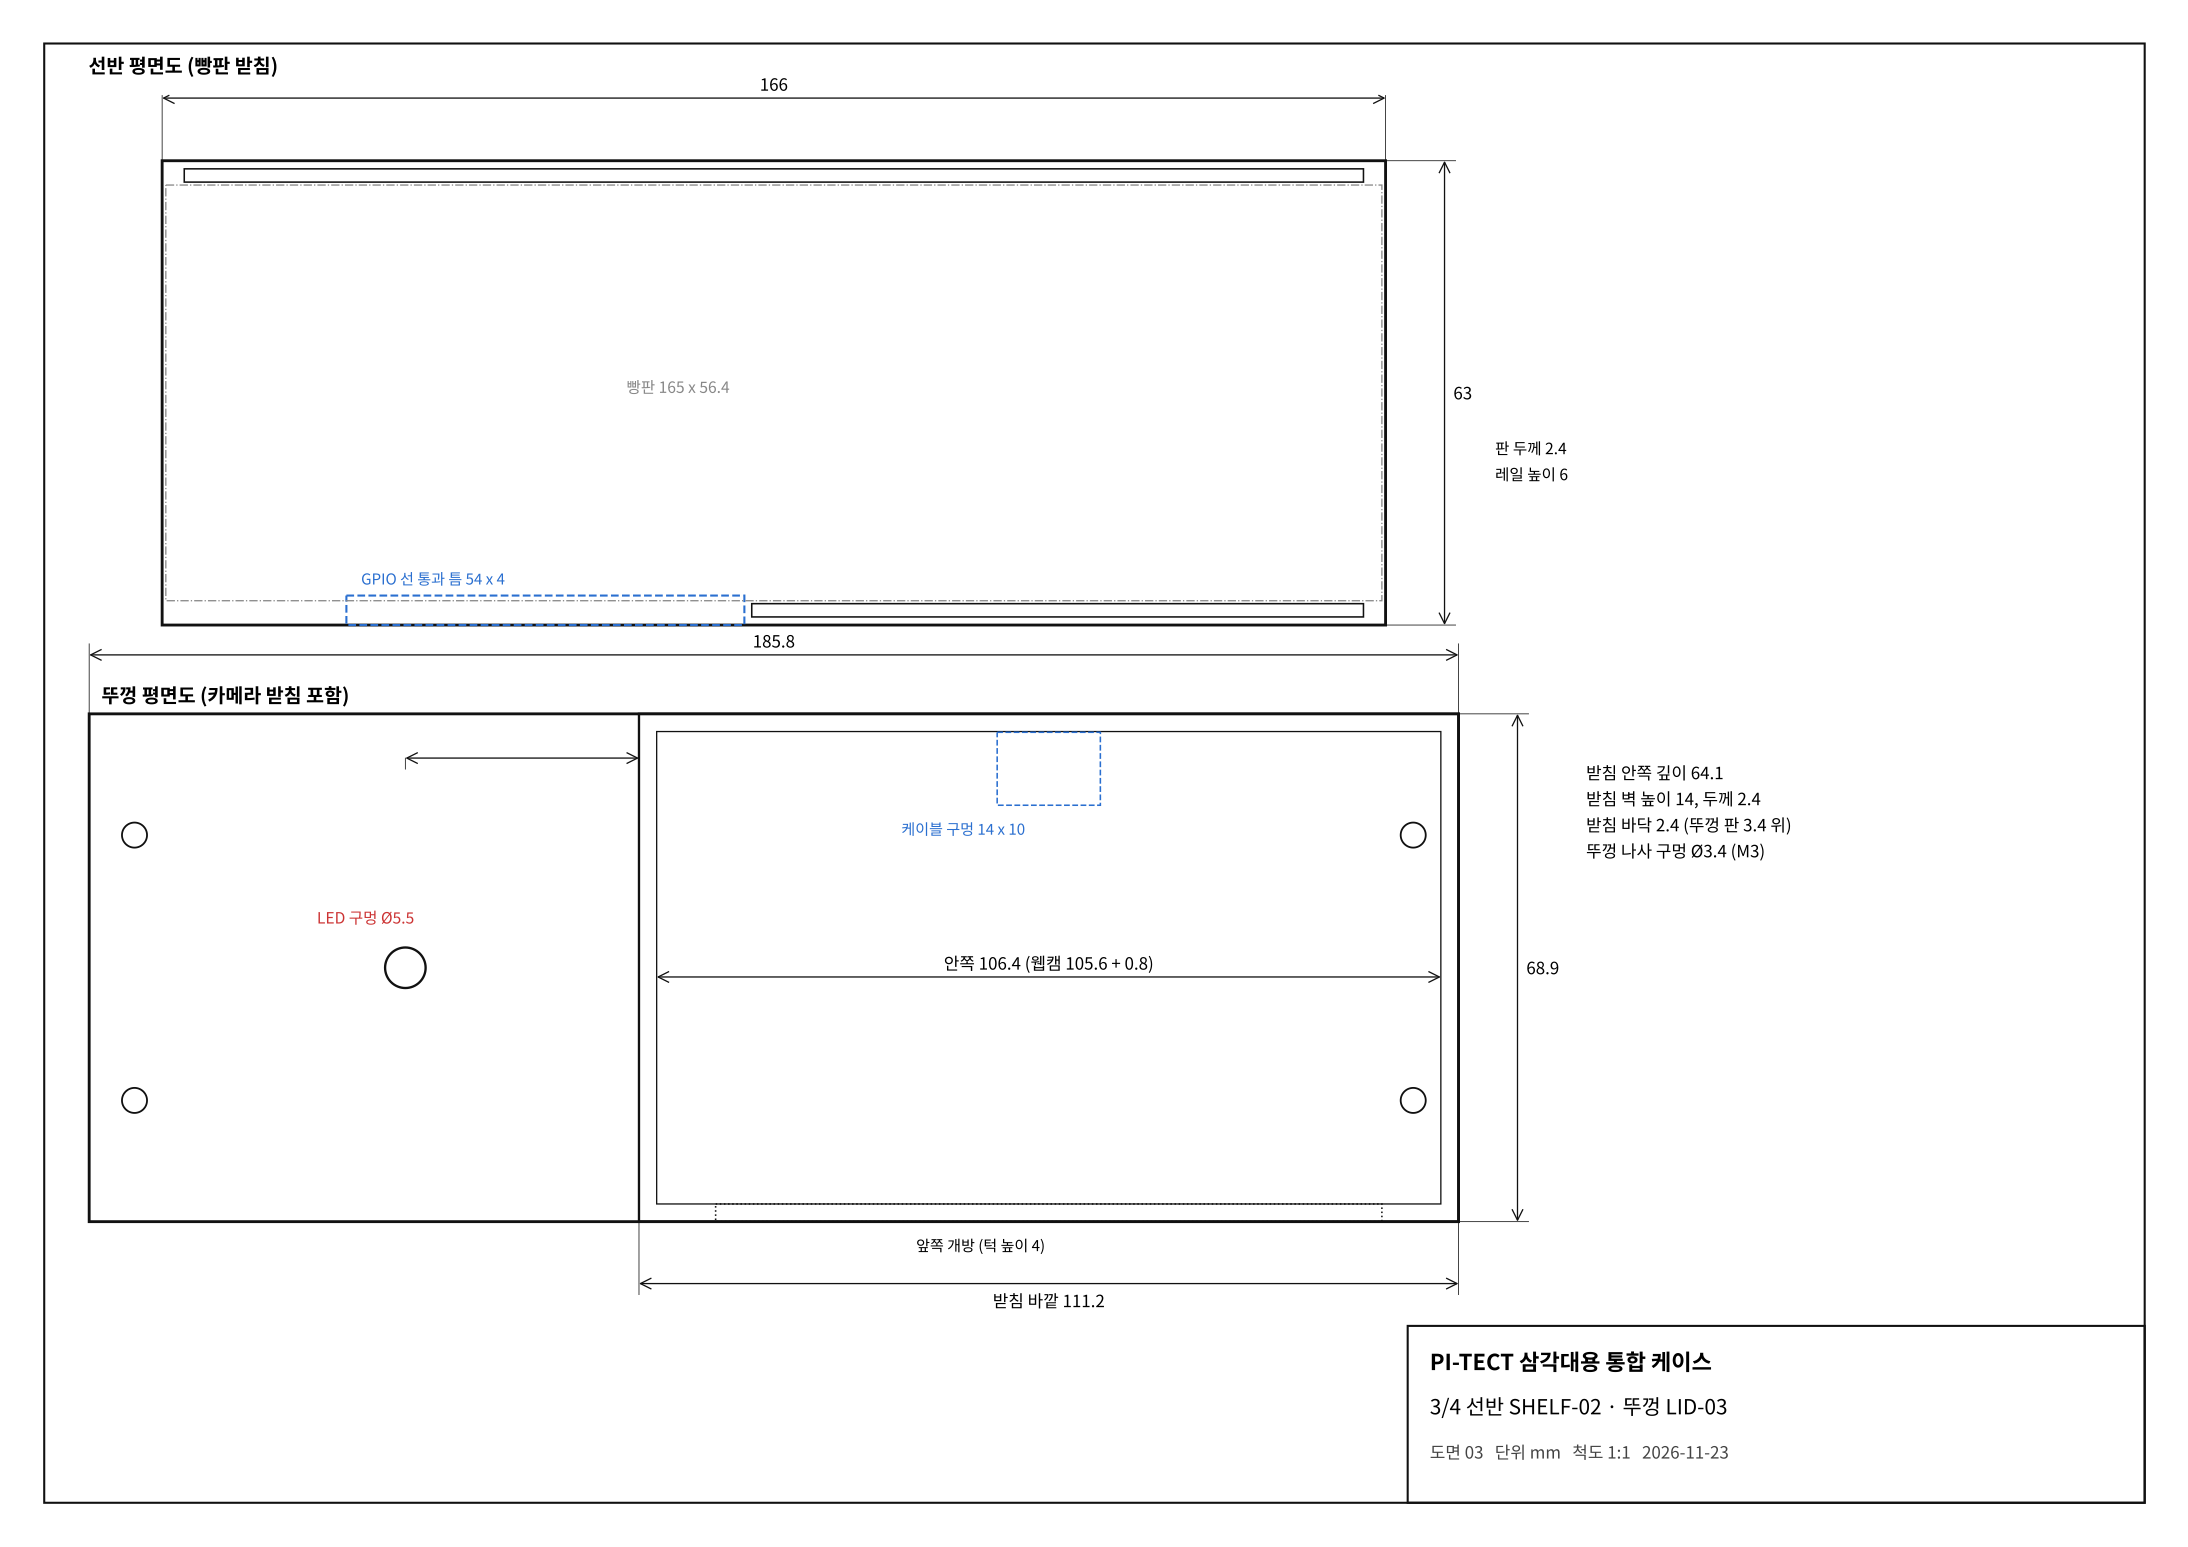 선반 평면도 (빵판 받침)
166
63
판 두께 2.4
레일 높이 6
빵판 165 x 56.4
GPIO 선 통과 틈 54 x 4
185.8
뚜껑 평면도 (카메라 받침 포함)
받침 안쪽 깊이 64.1
받침 벽 높이 14, 두께 2.4
받침 바닥 2.4 (뚜껑 판 3.4 위)
뚜껑 나사 구멍 Ø3.4 (M3)
케이블 구멍 14 x 10
LED 구멍 Ø5.5
안쪽 106.4 (웹캠 105.6 + 0.8)
68.9
앞쪽 개방 (턱 높이 4)
받침 바깥 111.2
PI-TECT 삼각대용 통합 케이스
3/4 선반 SHELF-02 · 뚜껑 LID-03
도면 03 단위 mm 척도 1:1 2026-11-23